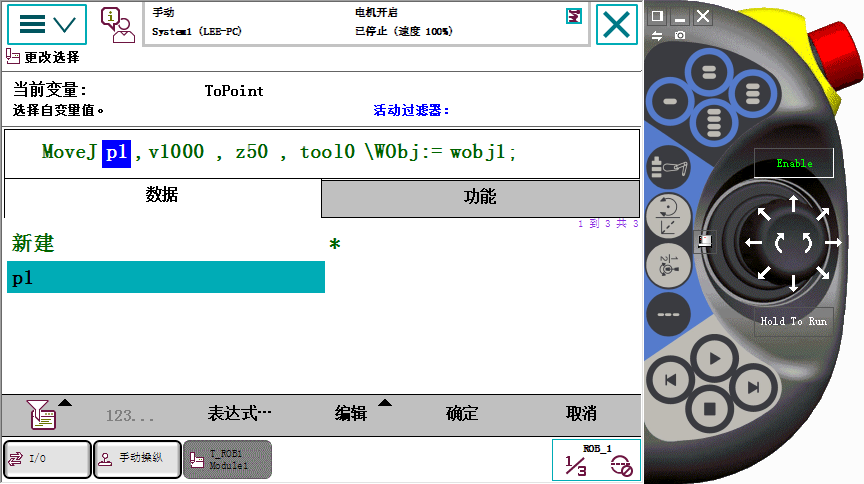 手动
System1 (LEE-PC)
电机开启
已停止 (速度 100%)
更改选择
当前变量:
ToPoint
选择自变量值。
活动过滤器:
MoveJ p1 , v1000 , z50 , tool0 \WObj:= wobj1;
数据
功能
1 到 3 共 3
新建
*
p1
123...
表达式…
编辑
确定
取消
I/O
手动操纵
T_ROB1
Module1
ROB_1
1/3
Enable
Hold To Run
1/2